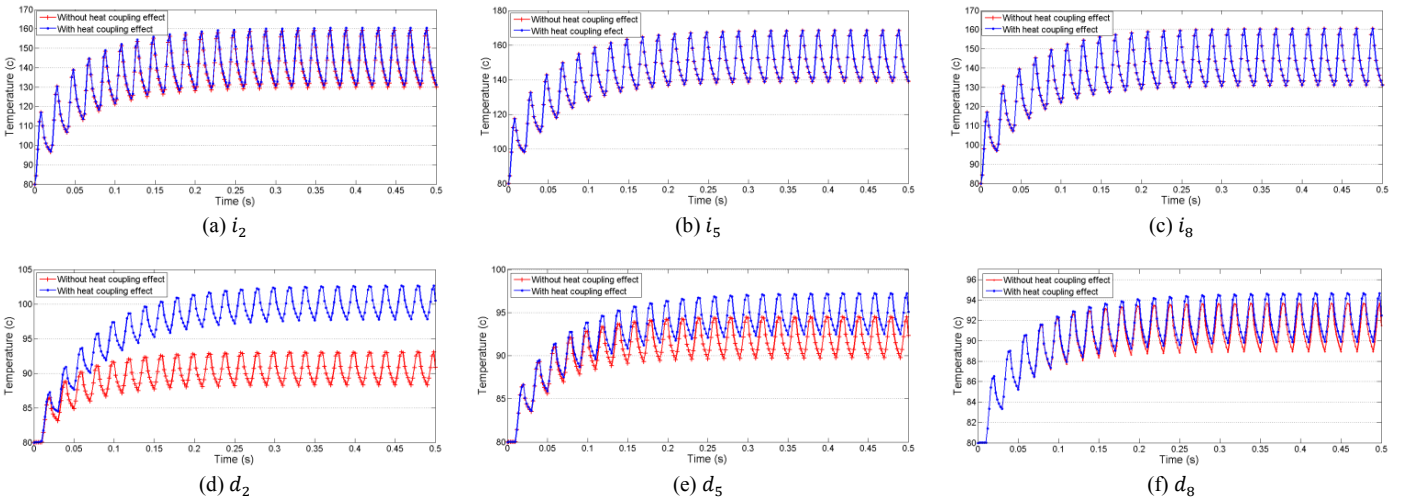 170
160
150
140
130
120
110
100
90
80
Temperature (c)
Without heat coupling effect
With heat coupling effect
0 0.05 0.1 0.15 0.2 0.25 0.3 0.35 0.4 0.45 0.5
Time (s)
(a) i₂
180
160
140
120
100
80
Temperature (c)
Without heat coupling effect
With heat coupling effect
0 0.05 0.1 0.15 0.2 0.25 0.3 0.35 0.4 0.45 0.5
Time (s)
(b) i₅
170
160
150
140
130
120
110
100
90
80
Temperature (c)
Without heat coupling effect
With heat coupling effect
0 0.05 0.1 0.15 0.2 0.25 0.3 0.35 0.4 0.45 0.5
Time (s)
(c) i₈
105
100
95
90
85
80
Temperature (c)
Without heat coupling effect
With heat coupling effect
0 0.05 0.1 0.15 0.2 0.25 0.3 0.35 0.4 0.45 0.5
Time (s)
(d) d₂
100
95
90
85
80
Temperature (c)
Without heat coupling effect
With heat coupling effect
0 0.05 0.1 0.15 0.2 0.25 0.3 0.35 0.4 0.45 0.5
Time (s)
(e) d₅
96
94
92
90
88
86
84
82
80
Temperature (c)
Without heat coupling effect
With heat coupling effect
0 0.05 0.1 0.15 0.2 0.25 0.3 0.35 0.4 0.45 0.5
Time (s)
(f) d₈